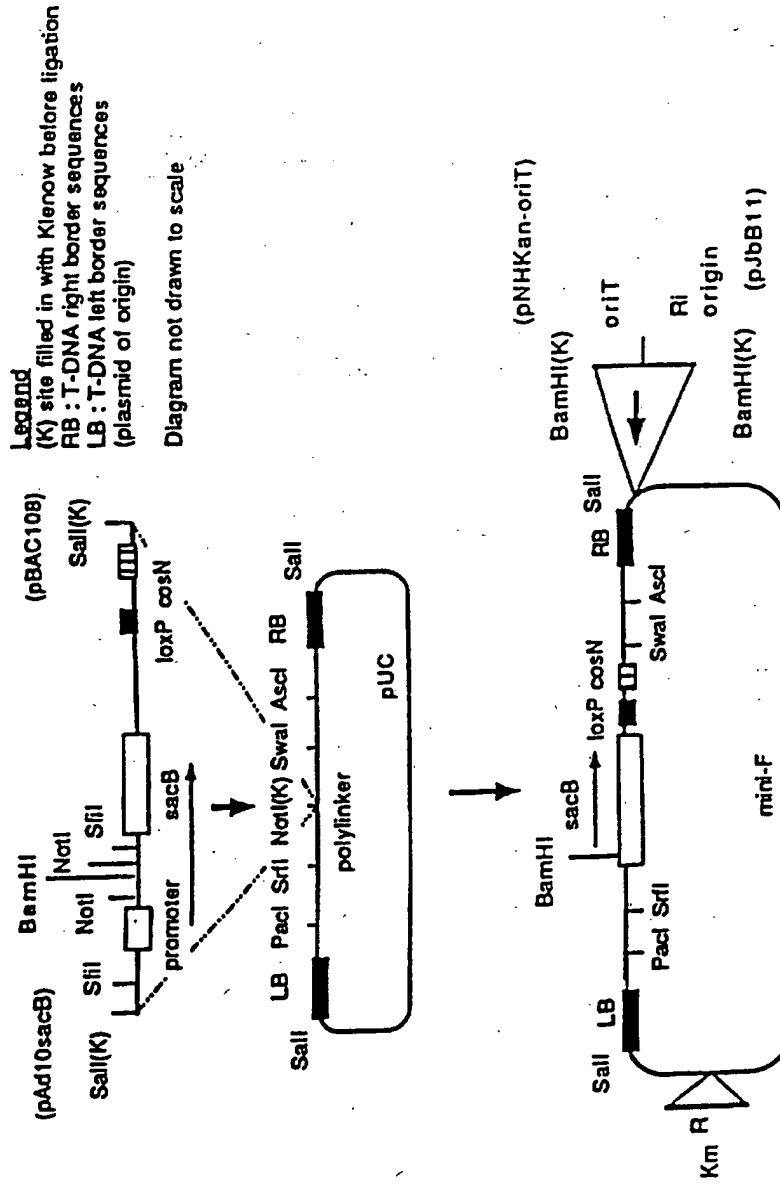 Legend
(K) site filled in with Klenow before ligation
RB : T-DNA right border sequences
LB : T-DNA left border sequences
(plasmid of origin)
Diagram not drawn to scale
(pAd10sacB)
(pBAC108)
SalI(K)
SfiI
NotI
BamHI
NotI
SfiI
SalI(K)
promoter
sacB
loxP cosN
SalI
LB
PacI
SrfI
NotI(K)
SwaI
AscI
RB
SalI
polylinker
pUC
(pNHKan-oriT)
BamHI(K)
oriT
Ri
origin
BamHI(K)
(pJbB11)
SalI
LB
PacI
SrfI
BamHI
sacB
loxP cosN
SwaI
AscI
RB
SalI
Km R
mini-F